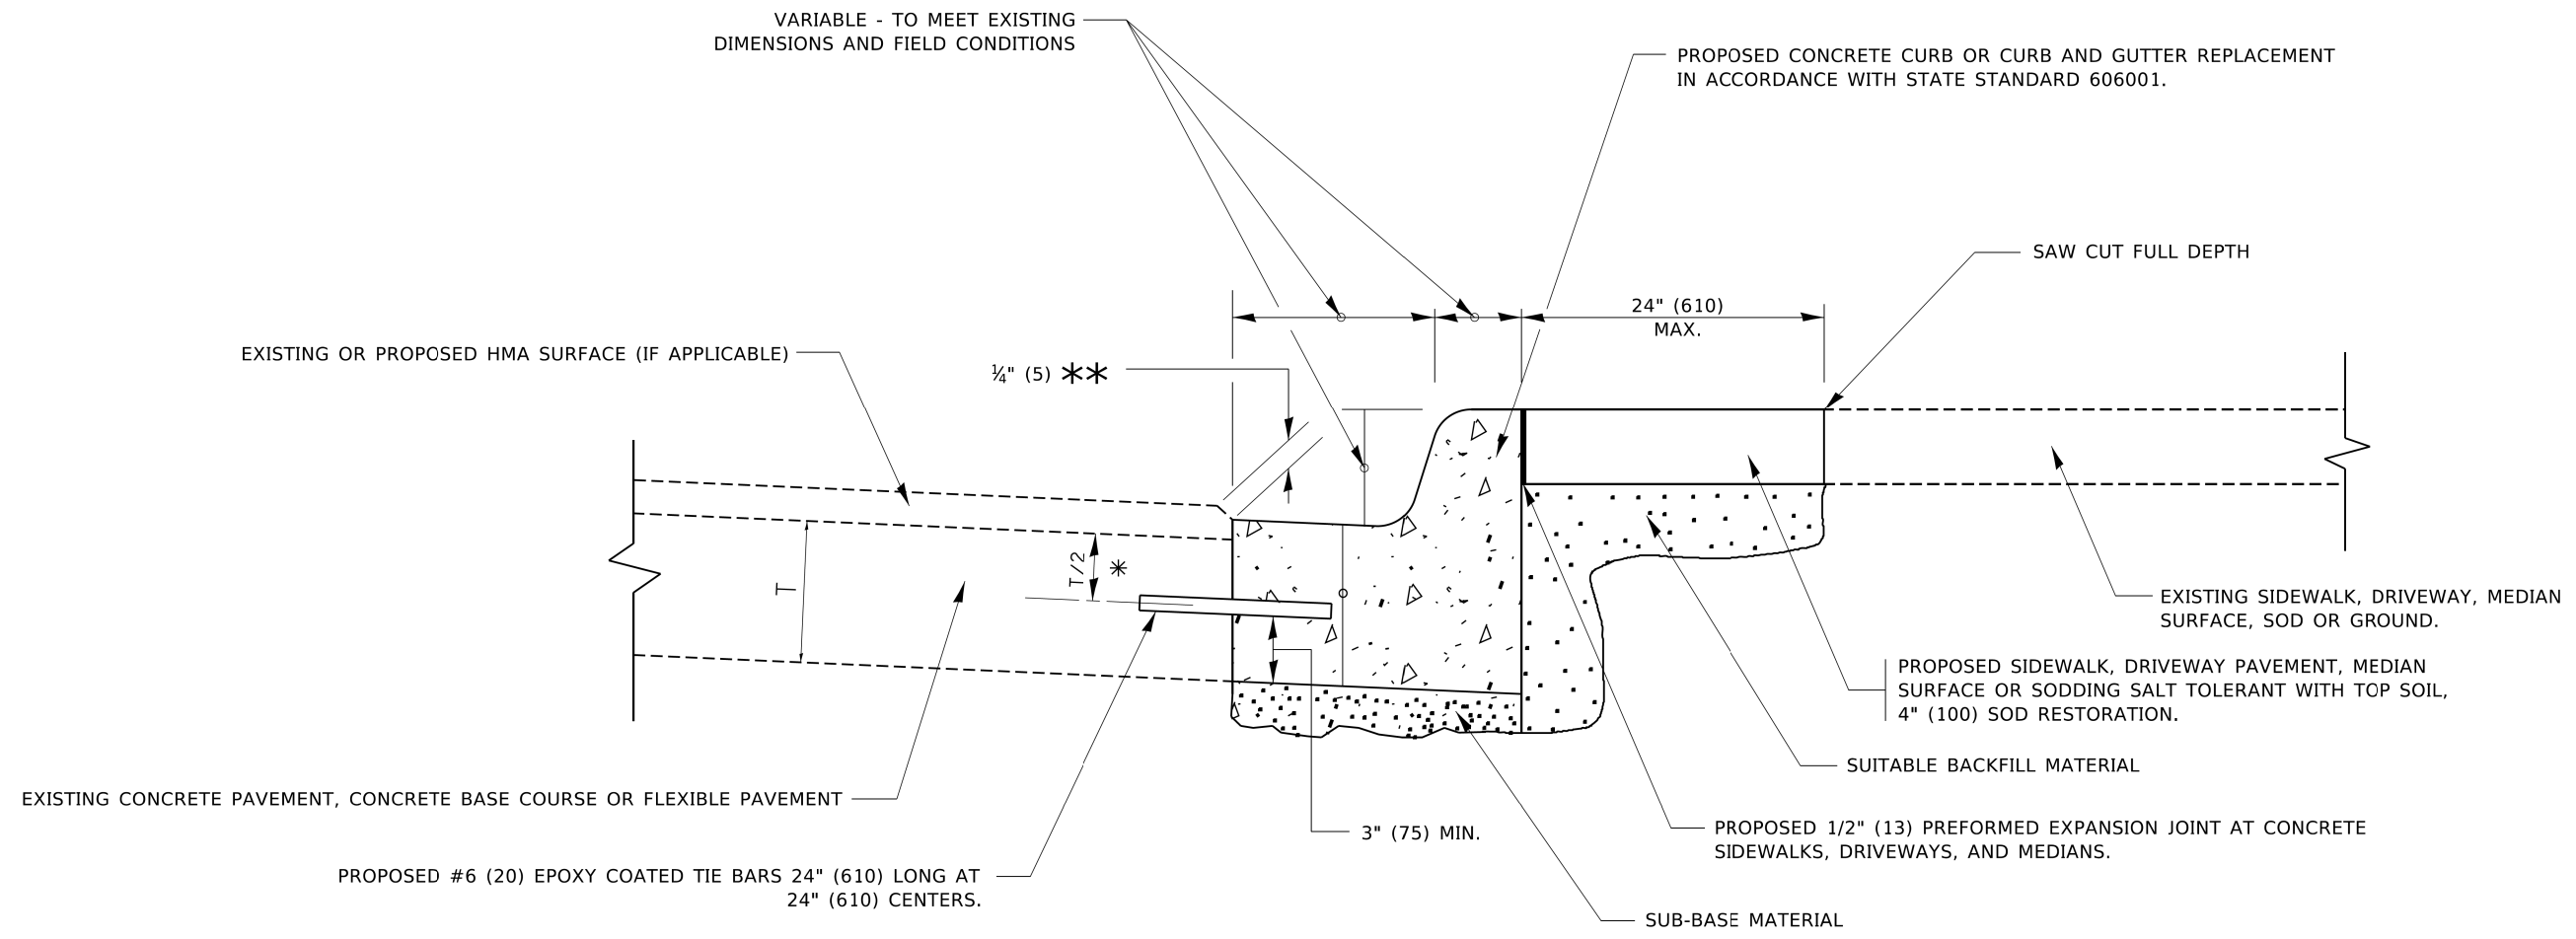 VARIABLE - TO MEET EXISTING
DIMENSIONS AND FIELD CONDITIONS
PROPOSED CONCRETE CURB OR CURB AND GUTTER REPLACEMENT
IN ACCORDANCE WITH STATE STANDARD 606001.
SAW CUT FULL DEPTH
24" (610)
MAX.
EXISTING OR PROPOSED HMA SURFACE (IF APPLICABLE)
¼" (5) **
T
T/2 *
EXISTING SIDEWALK, DRIVEWAY, MEDIAN
SURFACE, SOD OR GROUND.
PROPOSED SIDEWALK, DRIVEWAY PAVEMENT, MEDIAN
SURFACE OR SODDING SALT TOLERANT WITH TOP SOIL,
4" (100) SOD RESTORATION.
SUITABLE BACKFILL MATERIAL
EXISTING CONCRETE PAVEMENT, CONCRETE BASE COURSE OR FLEXIBLE PAVEMENT
3" (75) MIN.
PROPOSED 1/2" (13) PREFORMED EXPANSION JOINT AT CONCRETE
SIDEWALKS, DRIVEWAYS, AND MEDIANS.
PROPOSED #6 (20) EPOXY COATED TIE BARS 24" (610) LONG AT
24" (610) CENTERS.
SUB-BASE MATERIAL